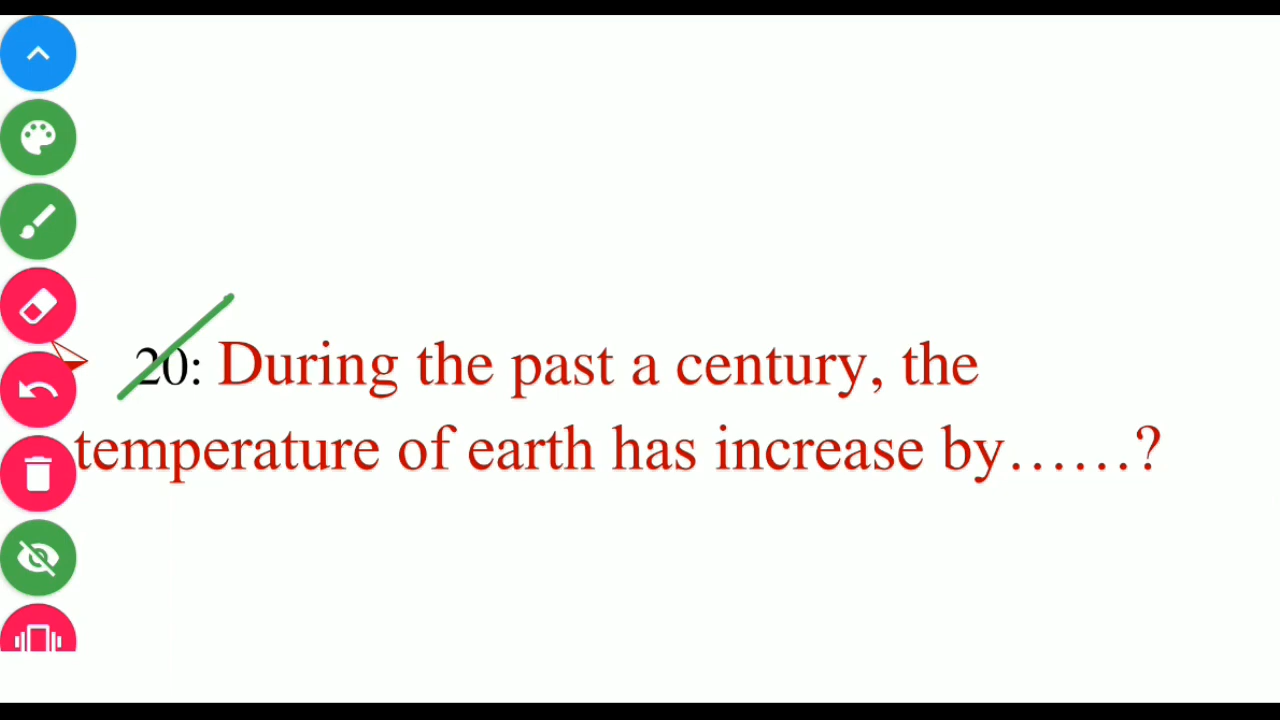 20: During the past a century, the
temperature of earth has increase by……?